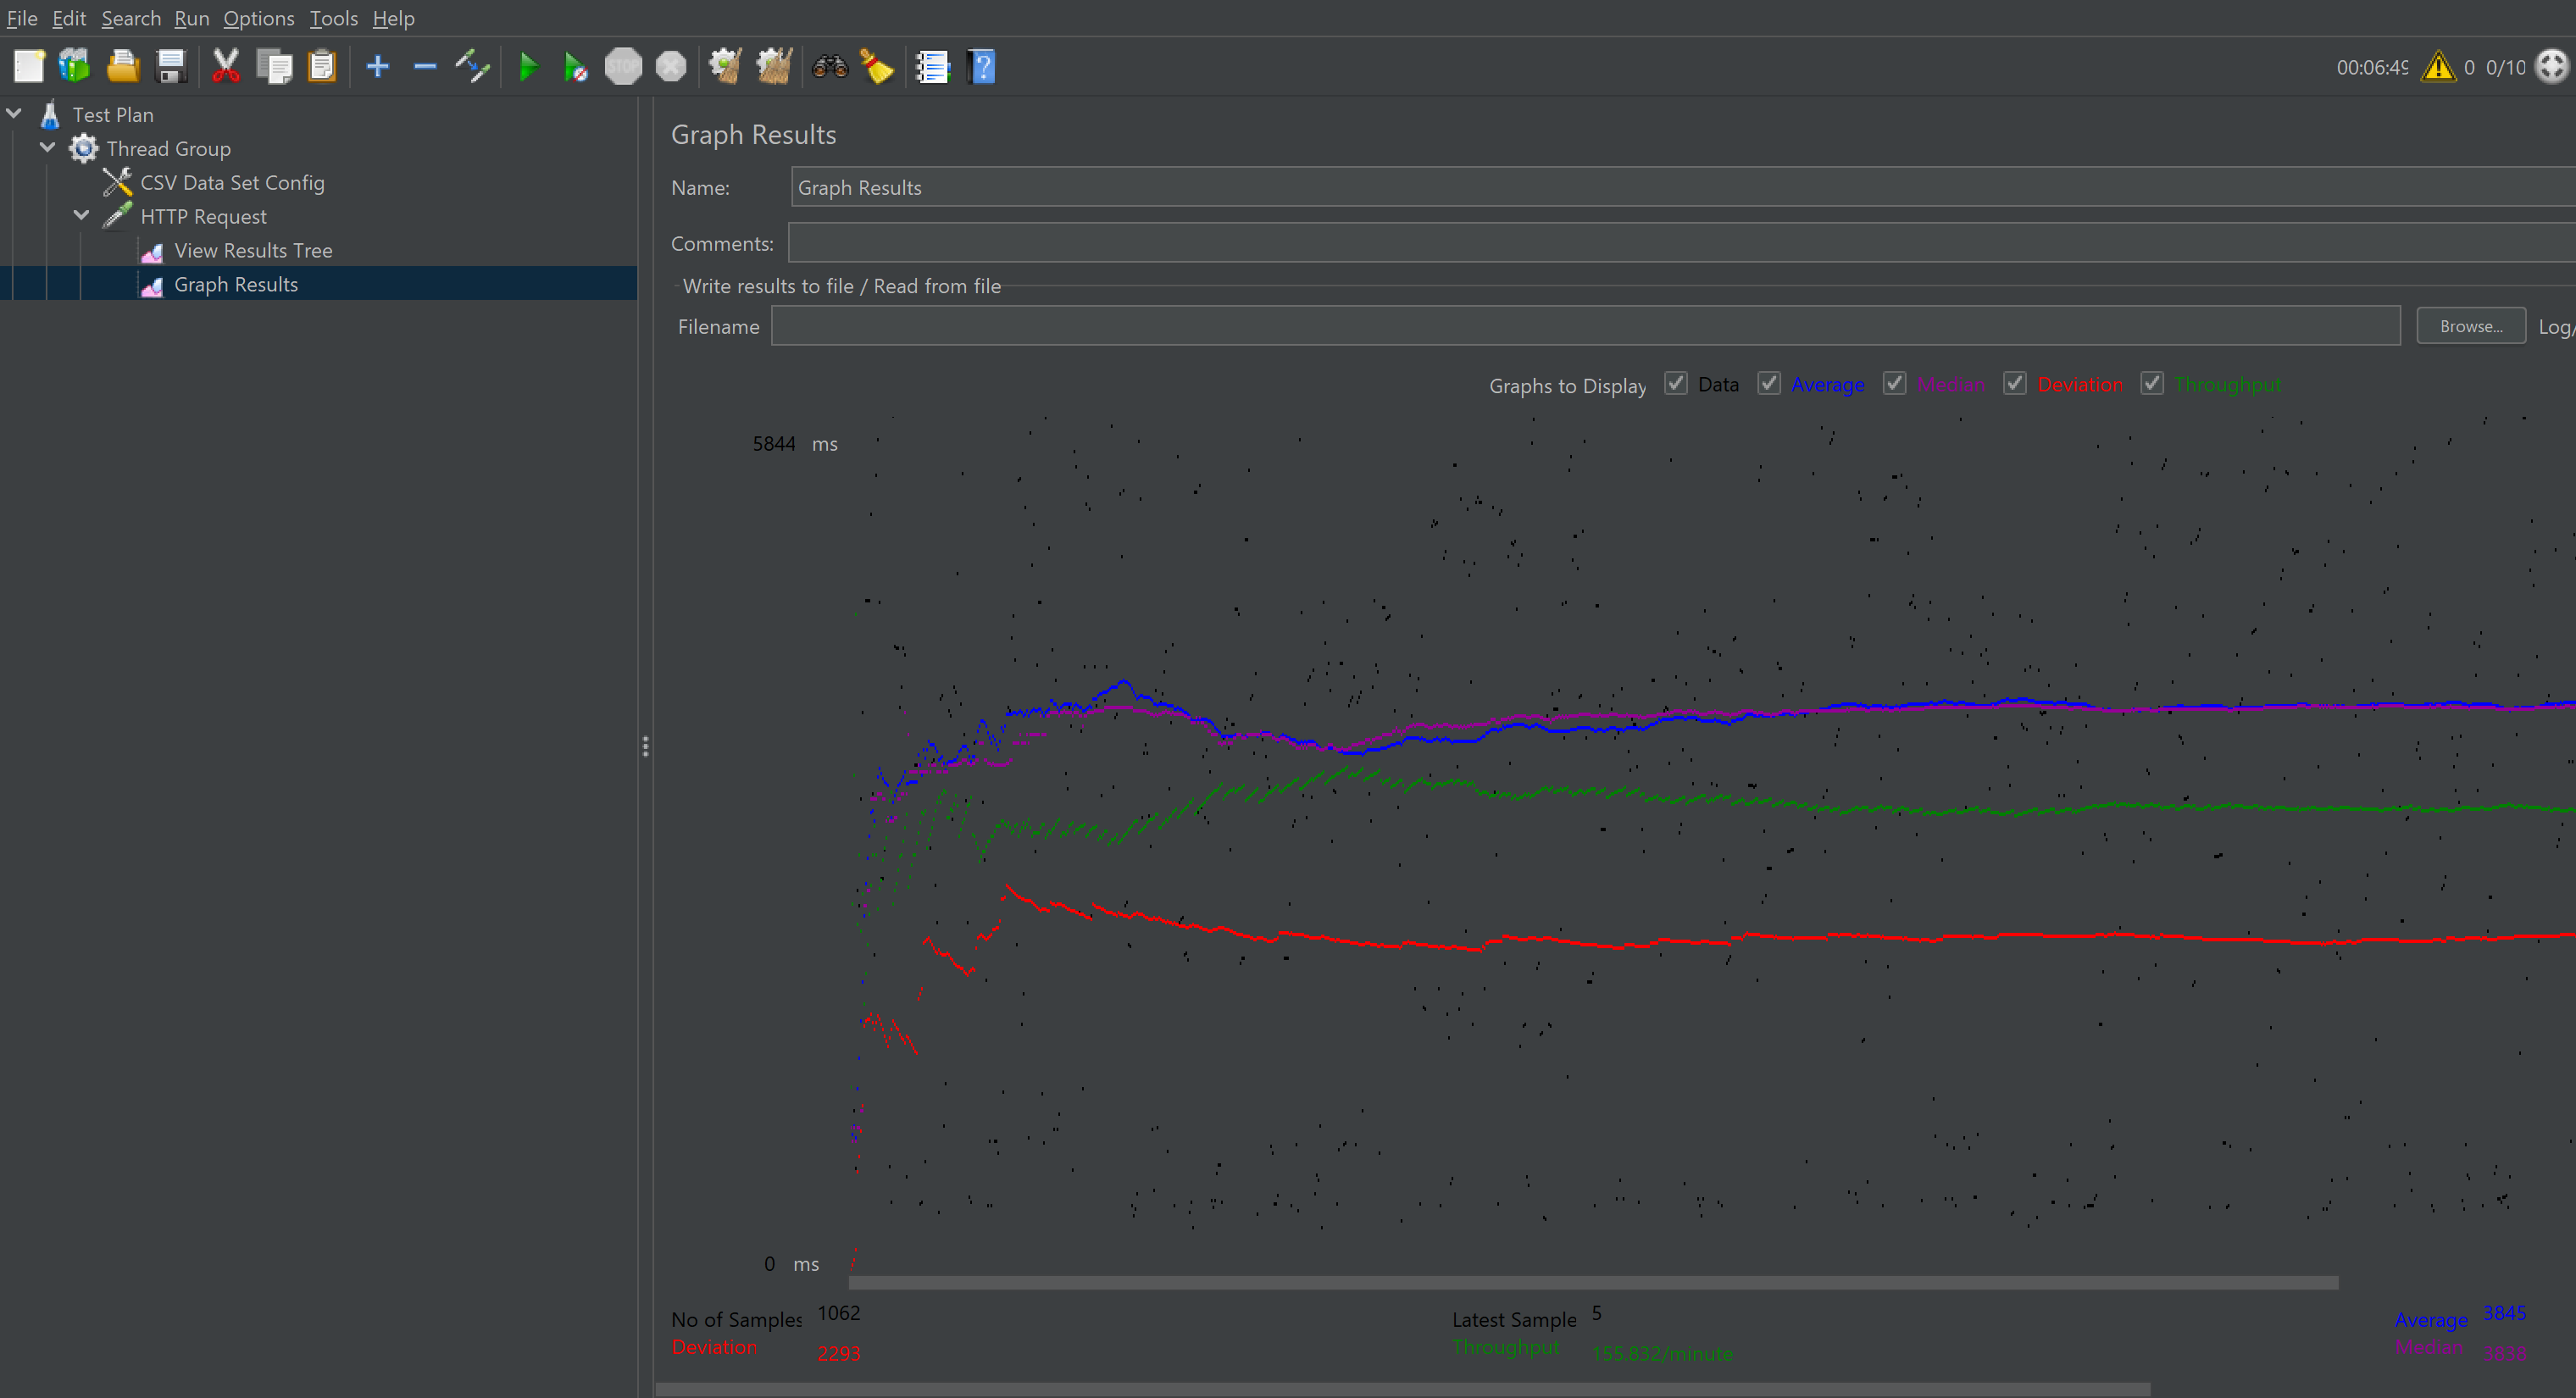 File Edit Search Run Options Tools Help
STOP
00:06:49 0 0/10
Test Plan
Thread Group
CSV Data Set Config
HTTP Request
View Results Tree
Graph Results
Graph Results
Name: Graph Results
Comments:
Write results to file / Read from file
Filename Browse... Log/
Graphs to Display Data Average Median Deviation Throughput
5844 ms
0 ms
No of Samples 1062 Latest Sample 5 Average 3845
Deviation 2293 Throughput 155.832/minute Median 3838